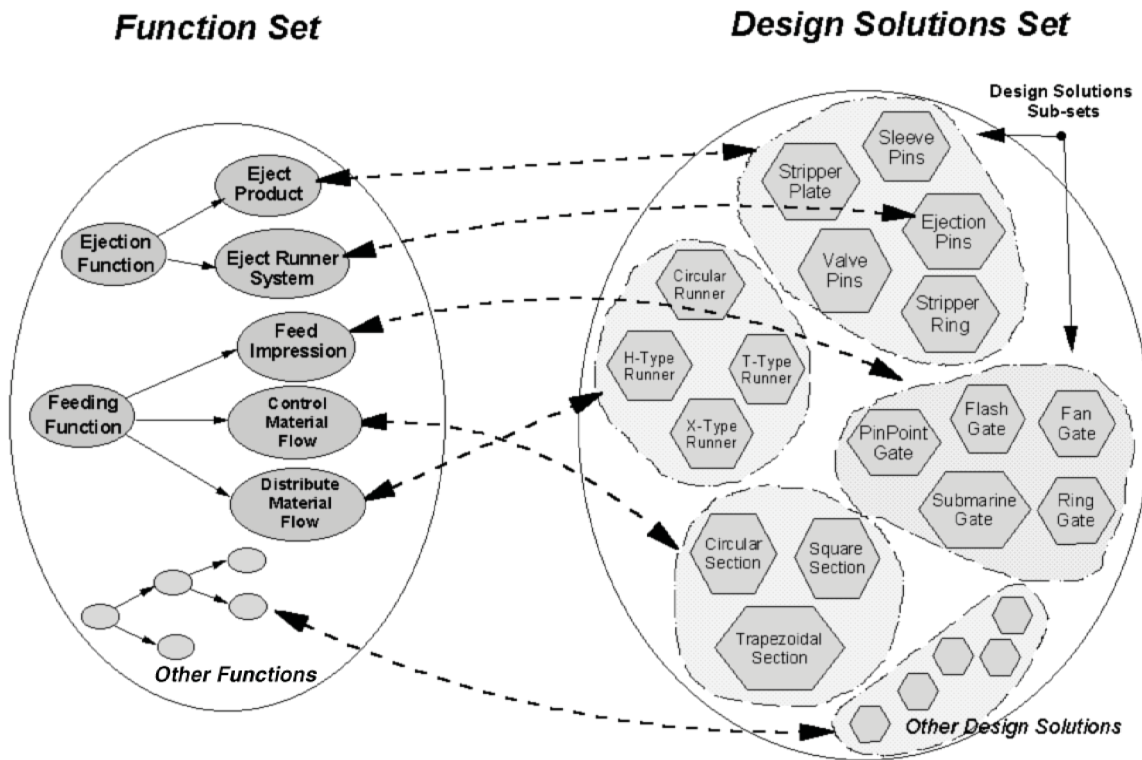 Function Set
Design Solutions Set
Design Solutions
Sub-sets
Eject
Product
Ejection
Function
Eject Runner
System
Feed
Impression
Feeding
Function
Control
Material
Flow
Distribute
Material
Flow
Other Functions
Sleeve
Pins
Stripper
Plate
Ejection
Pins
Valve
Pins
Stripper
Ring
Circular
Runner
H-Type
Runner
T-Type
Runner
X-Type
Runner
Flash
Gate
Fan
Gate
PinPoint
Gate
Submarine
Gate
Ring
Gate
Circular
Section
Square
Section
Trapezoidal
Section
Other Design Solutions